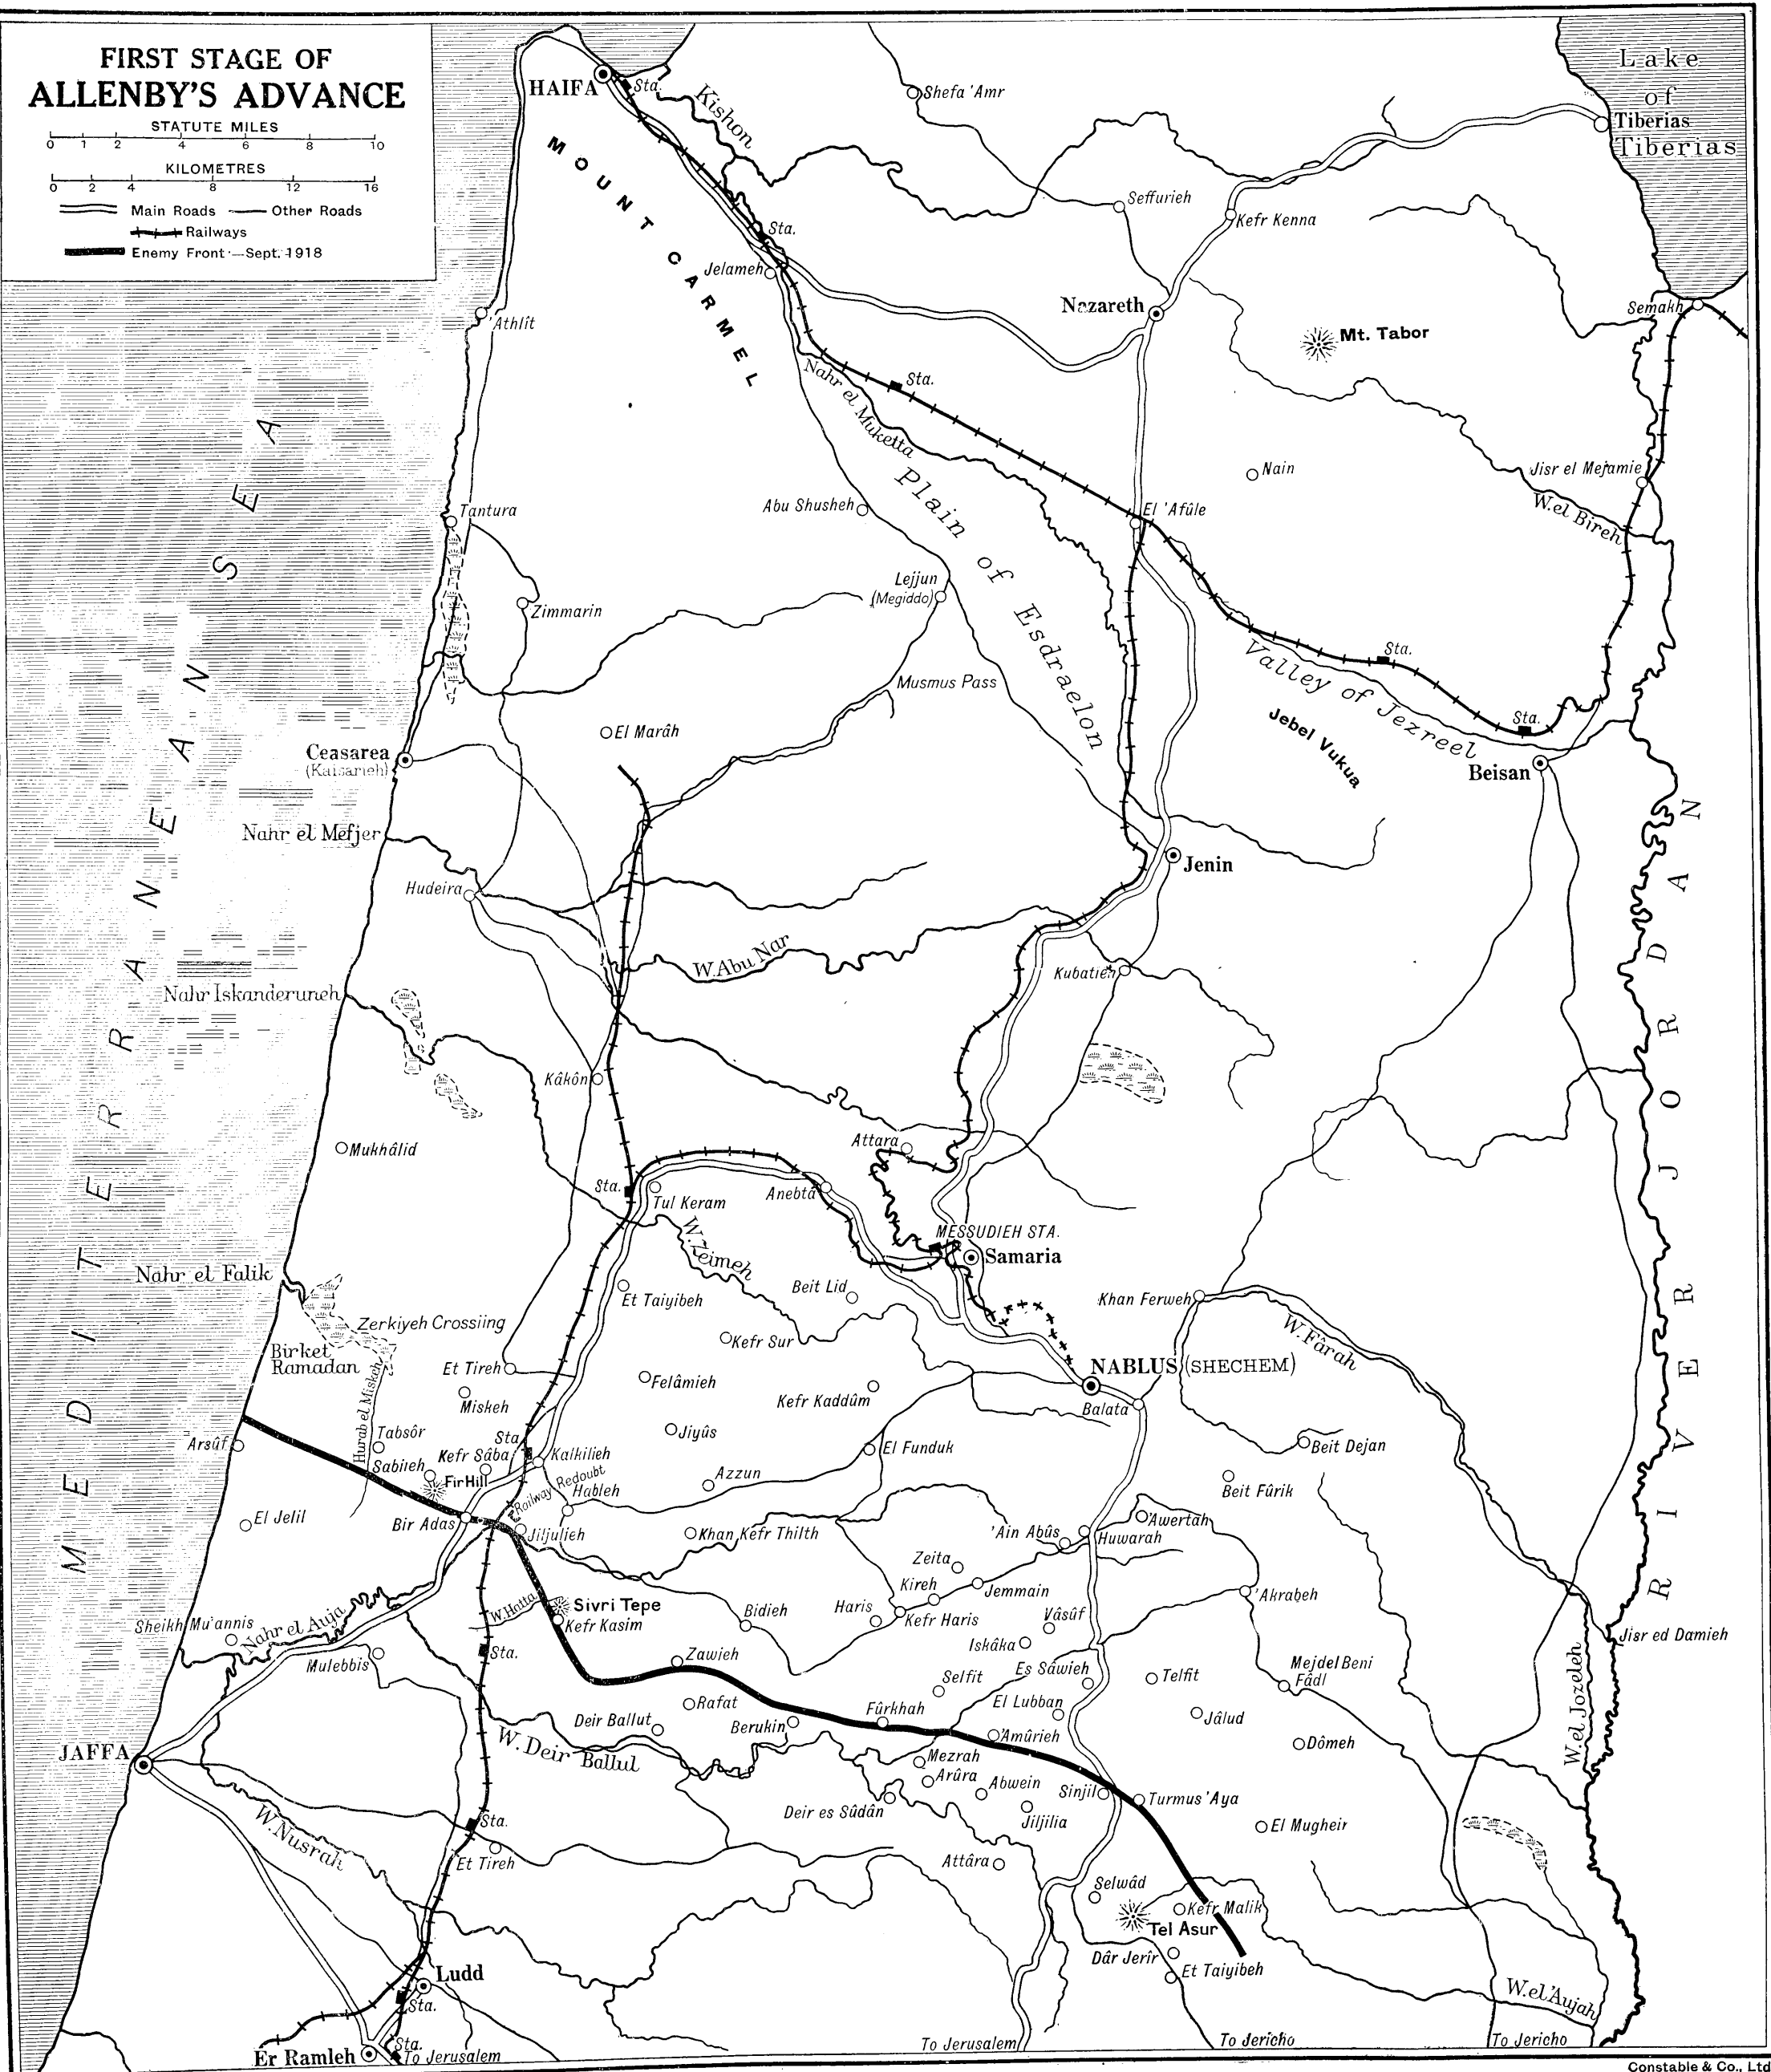 FIRST STAGE OF
ALLENBY'S ADVANCE
STATUTE MILES
0 1 2 4 6 8 10
KILOMETRES
0 2 4 8 12 16
Main Roads Other Roads
Railways
Enemy Front.—Sept. 1918
Lake
of
Tiberias
Tiberias
HAIFA
Sta.
Kishon
Shefa 'Amr
MOUNT CARMEL
Seffurieh
Kefr Kenna
Sta.
Jelameh
Nazareth
Mt. Tabor
Semakh
'Athlît
Sta.
Nahr el Muketta
Nain
Jisr el Mejamie
W. el Bireh
Tantura
Abu Shusheh
Plain of Esdraelon
El 'Afûle
Lejjun
(Megiddo)
Zimmarin
Sta.
Valley of Jezreel
Musmus Pass
Jebel Vukua
Sta.
Beisan
El Marâh
Ceasarea
(Kaisarieh)
Nahr el Mefjer
MEDITERRANEAN SEA
RIVER JORDAN
Jenin
Hudeira
W. Abu Nar
Kubatien
Nahr Iskanderuneh
Kâkôn
Mukhâlid
Attara
Sta.
Tul Keram
Anebta
MESSUDIEH STA.
Samaria
W. Zeimeh
Nahr el Falik
Et Taiyibeh
Beit Lid
Khan Ferweh
W. Fârah
Zerkiyeh Crossiing
Birket
Ramadan
Kefr Sur
Et Tireh
NABLUS (SHECHEM)
Felâmieh
Miskeh
Kefr Kaddûm
Balata
Hurab el Miskah
Arsûf
Tabsôr
Jiyûs
Sta.
Kefr Sâba
Kalkilieh
El Funduk
Beit Dejan
Sabieh
Fir Hill
Azzun
Railway Redoubt
Hableh
Beit Fûrik
El Jelil
Bir Adas
Jiljulieh
Khan Kefr Thilth
'Ain Abûs
'Awertah
Huwarah
Zeita
Kireh
Jemmain
'Akrabeh
W. Hatta
Sivri Tepe
Kefr Kasim
Bidieh
Haris
Kefr Haris
Vâsûf
Iskâka
Sheikh Mu'annis
Nahr el Auja
Mulebbis
Sta.
Jisr ed Damieh
Zawieh
Selfit
Es Sâwieh
Telfit
Mejdel Beni
Fâdl
Rafat
El Lubban
Jâlud
Deir Ballut
Berukin
Fûrkhah
'Amûrieh
Dômeh
W. el Jozeleh
JAFFA
W. Deir Ballul
Mezrah
Arûra
Abwein
Sinjil
Turmus 'Aya
Deir es Sûdân
Jiljilia
El Mugheir
W. Nusrah
Sta.
Et Tireh
Attâra
Selwâd
Kefr Malik
Tel Asur
Dâr Jerîr
Et Taiyibeh
Ludd
Sta.
W. el 'Aujah
Er Ramleh
Sta.
To Jerusalem
To Jerusalem
To Jericho
To Jericho
Constable & Co., Ltd